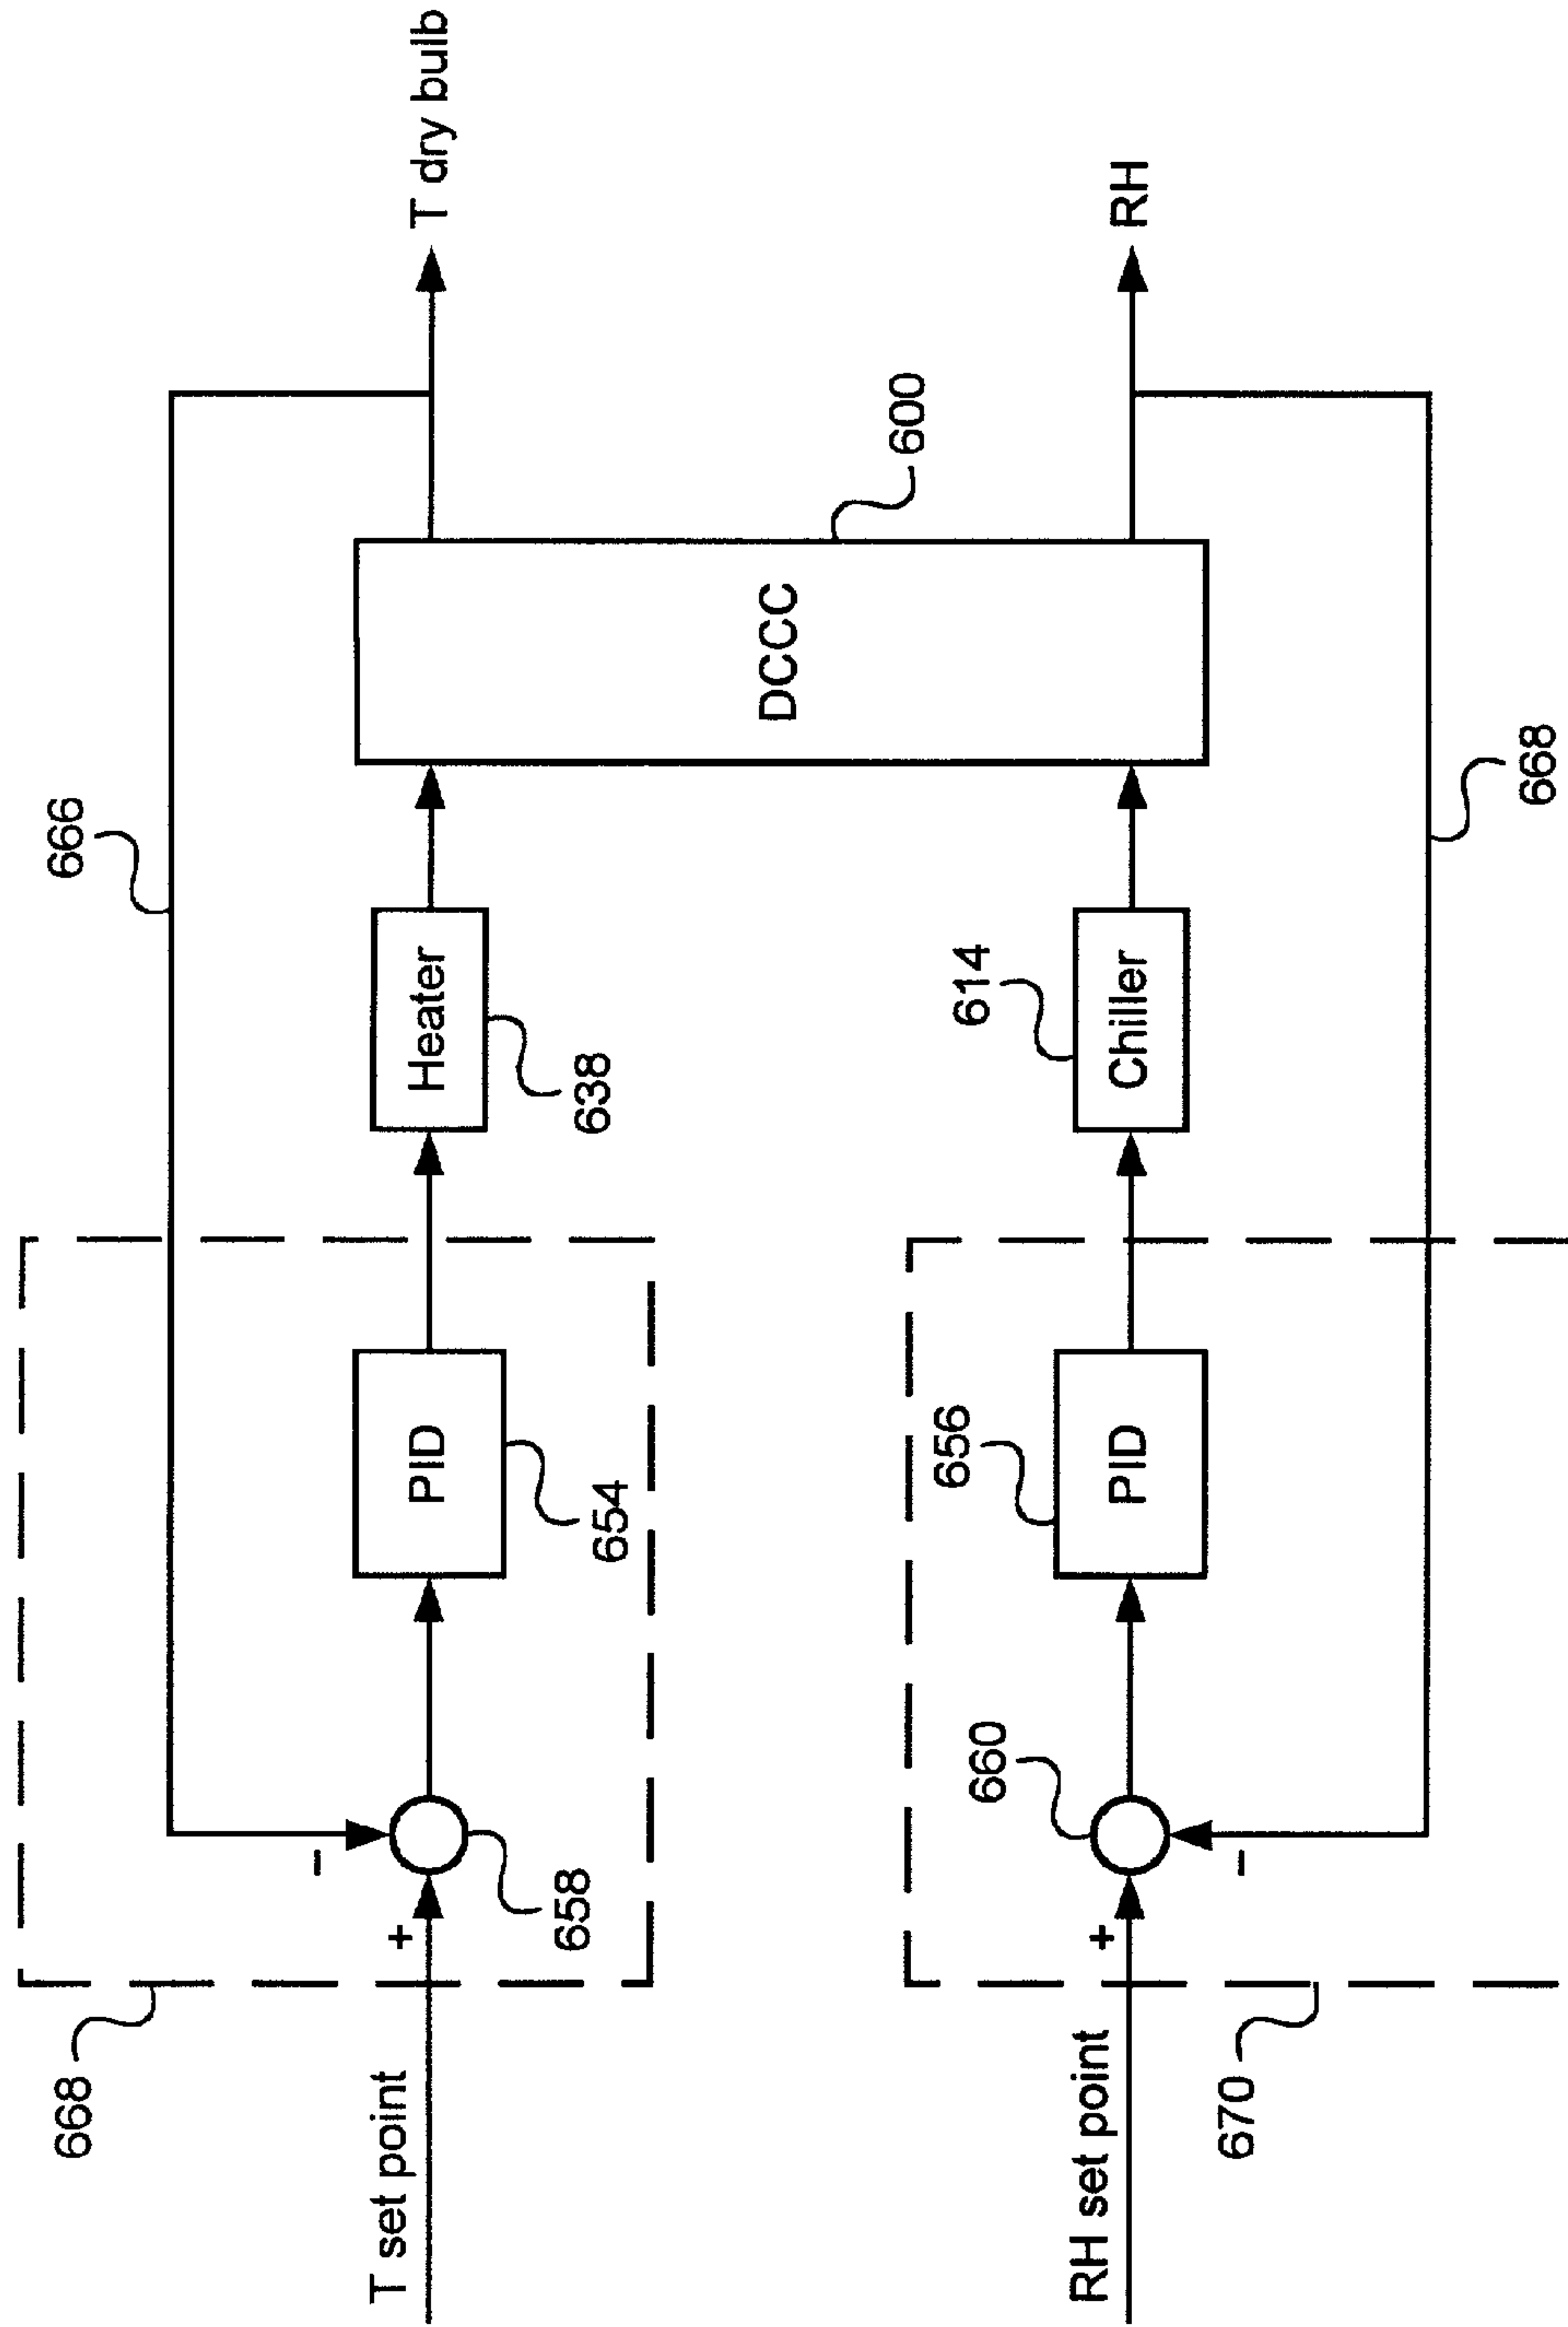 666
T dry bulb
668
T set point
+
-
658
PID
654
Heater
638
DCCC
600
RH
RH set point
+
-
660
PID
656
Chiller
614
670
668